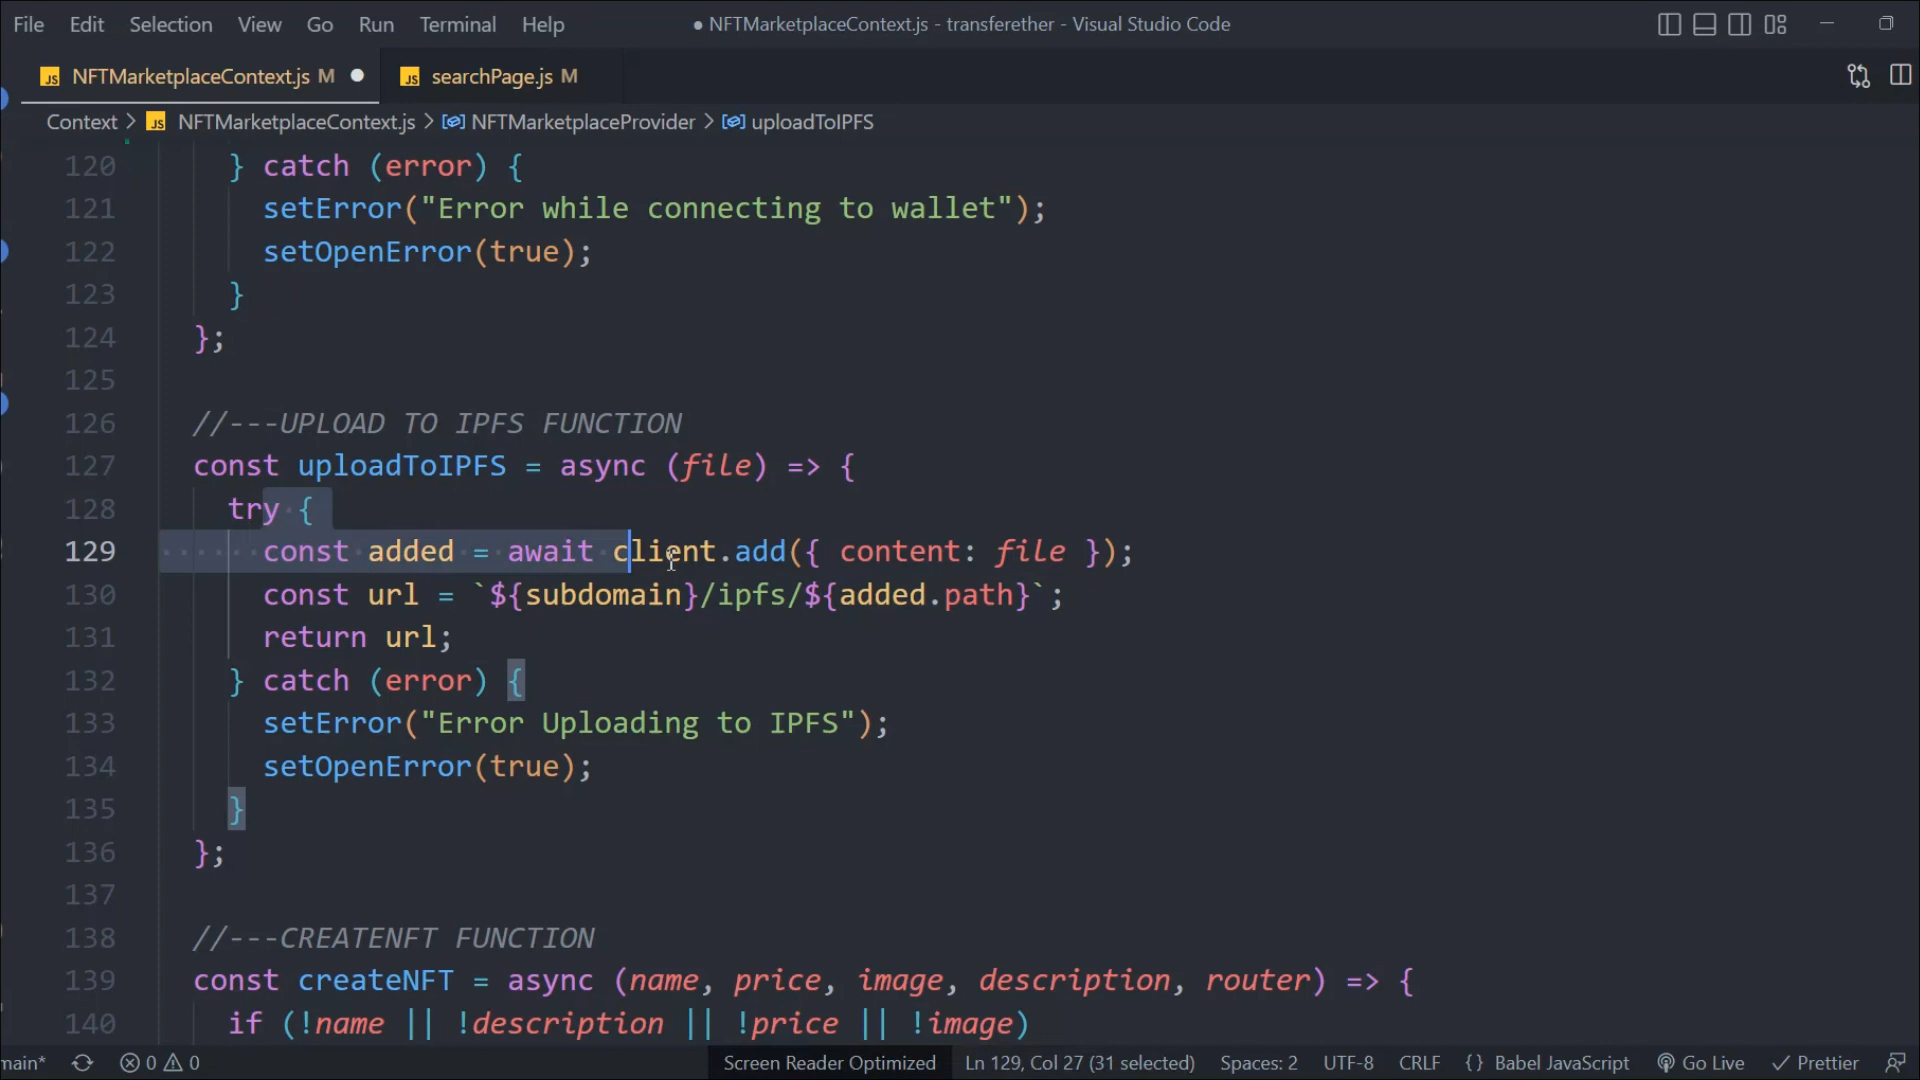 File Edit Selection View Go Run Terminal Help ● NFTMarketplaceContext.js - transferether - Visual Studio Code
JS NFTMarketplaceContext.js M ● JS searchPage.js M
Context > JS NFTMarketplaceContext.js > NFTMarketplaceProvider > uploadToIPFS
120 } catch (error) {
121 setError("Error while connecting to wallet");
122 setOpenError(true);
123 }
124 };
125
126 //---UPLOAD TO IPFS FUNCTION
127 const uploadToIPFS = async (file) => {
128 try {
129 const added = await client.add({ content: file });
130 const url = `${subdomain}/ipfs/${added.path}`;
131 return url;
132 } catch (error) {
133 setError("Error Uploading to IPFS");
134 setOpenError(true);
135 }
136 };
137
138 //---CREATENFT FUNCTION
139 const createNFT = async (name, price, image, description, router) => {
140 if (!name || !description || !price || !image)
main* 0 0 Screen Reader Optimized Ln 129, Col 27 (31 selected) Spaces: 2 UTF-8 CRLF {} Babel JavaScript Go Live Prettier